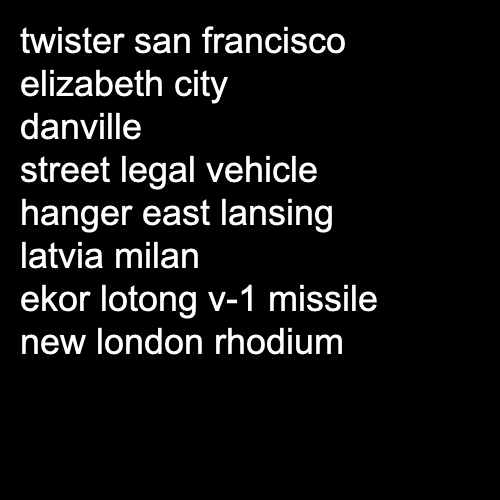 twister san francisco
elizabeth city
danville
street legal vehicle
hanger east lansing
latvia milan
ekor lotong v-1 missile
new london rhodium